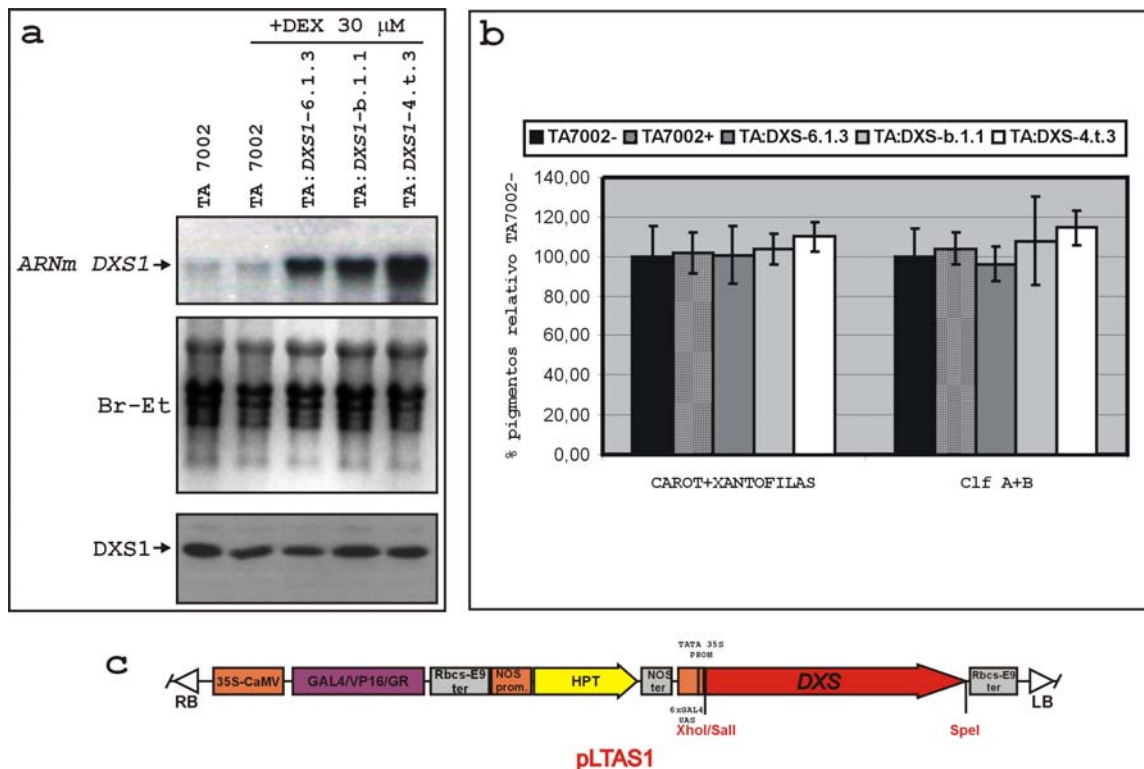 a
+DEX 30 µM
TA 7002
TA 7002
TA:DXS1-6.1.3
TA:DXS1-b.1.1
TA:DXS1-4.t.3
ARNm DXS1
Br-Et
DXS1
b
TA7002- TA7002+ TA:DXS-6.1.3 TA:DXS-b.1.1 TA:DXS-4.t.3
% pigmentos relativo TA7002-
140,00
120,00
100,00
80,00
60,00
40,00
20,00
0,00
CAROT+XANTOFILAS
Clf A+B
c
RB
35S-CaMV
GAL4/VP16/GR
Rbcs-E9
ter
NOS
prom.
HPT
NOS
ter
TATA 35S
PROM
6xGAL4
UAS
XhoI/SalI
DXS
SpeI
Rbcs-E9
ter
LB
pLTAS1